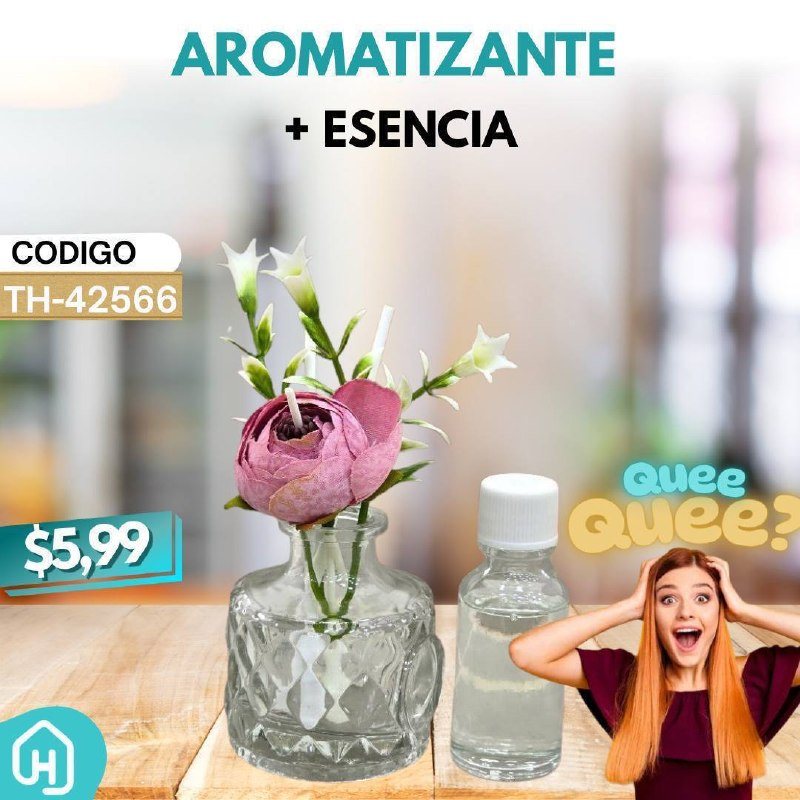 AROMATIZANTE
+ ESENCIA
CODIGO
TH-42566
$5,99
QUEE
QUEE?